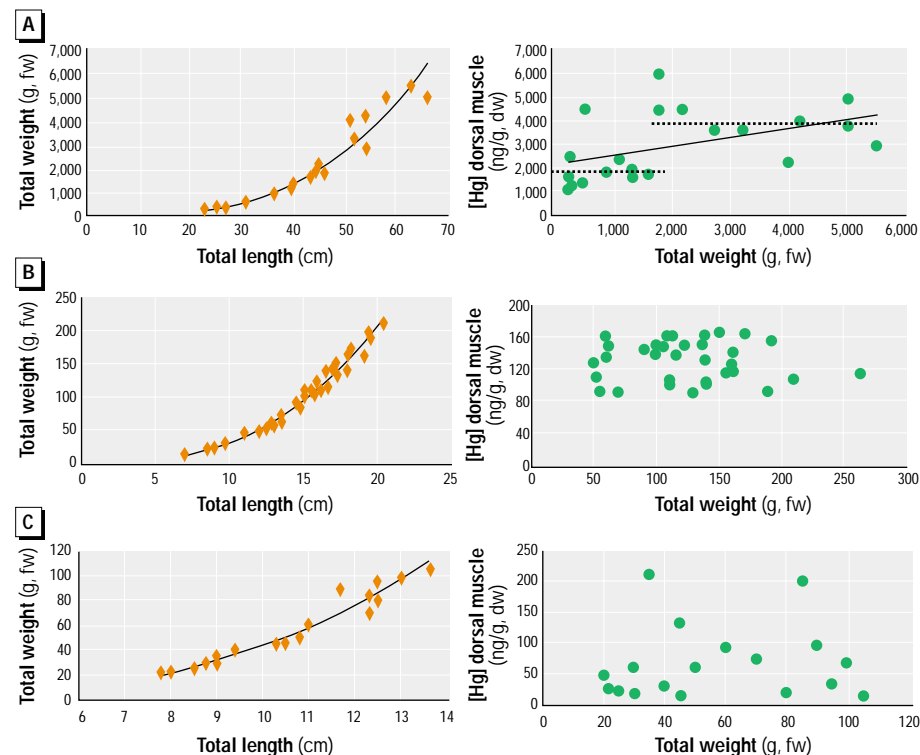 A
7,000
6,000
5,000
4,000
3,000
2,000
1,000
0
Total weight (g, fw)
0 10 20 30 40 50 60 70
Total length (cm)
7,000
6,000
5,000
4,000
3,000
2,000
1,000
0
[Hg] dorsal muscle
(ng/g, dw)
0 1,000 2,000 3,000 4,000 5,000 6,000
Total weight (g, fw)
B
250
200
150
100
50
0
Total weight (g, fw)
0 5 10 15 20 25
Total length (cm)
200
160
120
80
40
0
[Hg] dorsal muscle
(ng/g, dw)
0 50 100 150 200 250 300
Total weight (g, fw)
C
120
100
80
60
40
20
0
Total weight (g, fw)
6 7 8 9 10 11 12 13 14
Total length (cm)
250
200
150
100
50
0
[Hg] dorsal muscle
(ng/g, dw)
0 20 40 60 80 100 120
Total weight (g, fw)